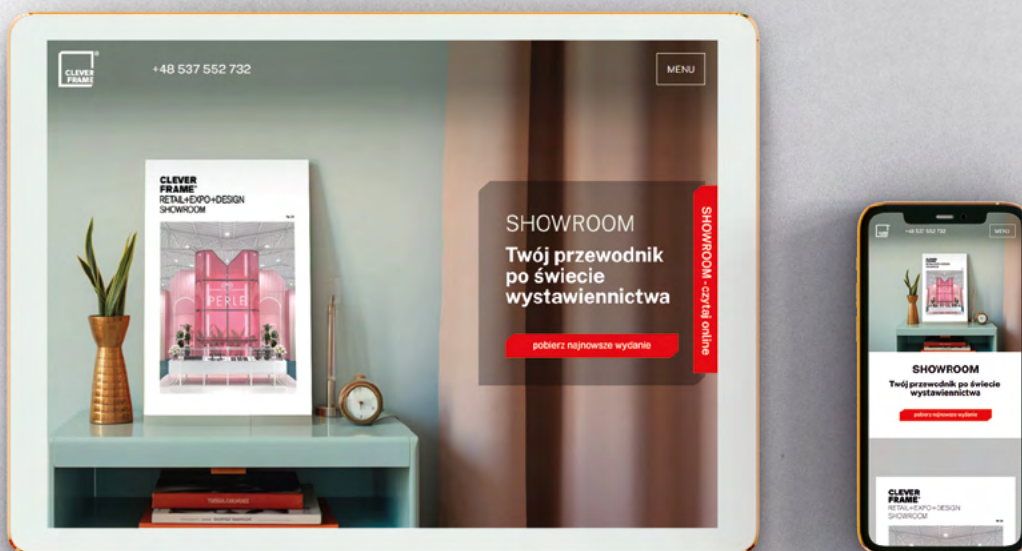 CLEVER
FRAME
®
+48 537 552 732
MENU
CLEVER
FRAME®
RETAIL+EXPO+DESIGN
SHOWROOM
PERLE
SHOWROOM
Twój przewodnik
po świecie
wystawiennictwa
pobierz najnowsze wydanie
SHOWROOM - czytaj online
+48 537 552 732
MENU
SHOWROOM
Twój przewodnik po świecie
wystawiennictwa
pobierz najnowsze wydanie
CLEVER
FRAME®
RETAIL+EXPO+DESIGN
SHOWROOM